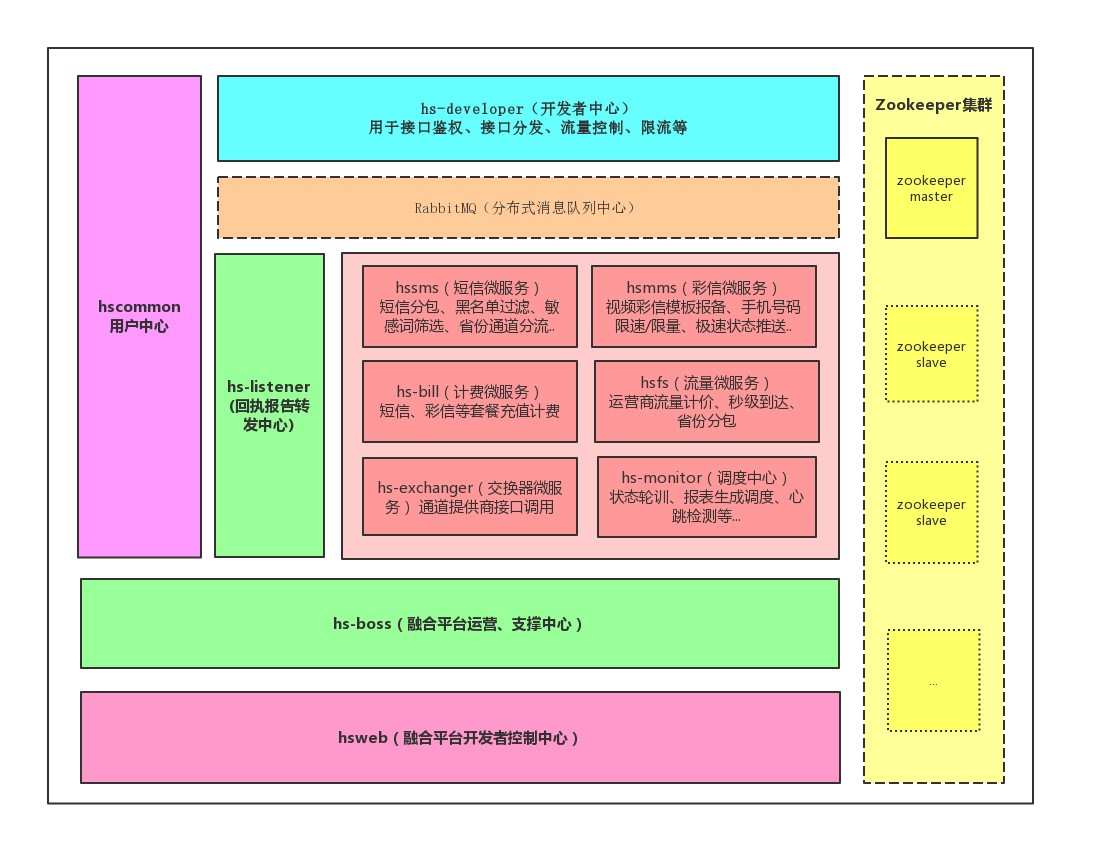 hs-developer（开发者中心）
用于接口鉴权、接口分发、流量控制、限流等
RabbitMQ（分布式消息队列中心）
hscommon
用户中心
hs-listener
(回执报告转
发中心)
hssms（短信微服务）
短信分包、黑名单过滤、敏
感词筛选、省份通道分流..
hsmms（彩信微服务）
视频彩信模板报备、手机号码
限速/限量、极速状态推送..
hs-bill（计费微服务）
短信、彩信等套餐充值计费
hsfs（流量微服务）
运营商流量计价、秒级到达、
省份分包
hs-exchanger（交换器微服
务） 通道提供商接口调用
hs-monitor（调度中心）
状态轮训、报表生成调度、心
跳检测等...
hs-boss（融合平台运营、支撑中心）
hsweb（融合平台开发者控制中心）
Zookeeper集群
zookeeper
master
zookeeper
slave
zookeeper
slave
...